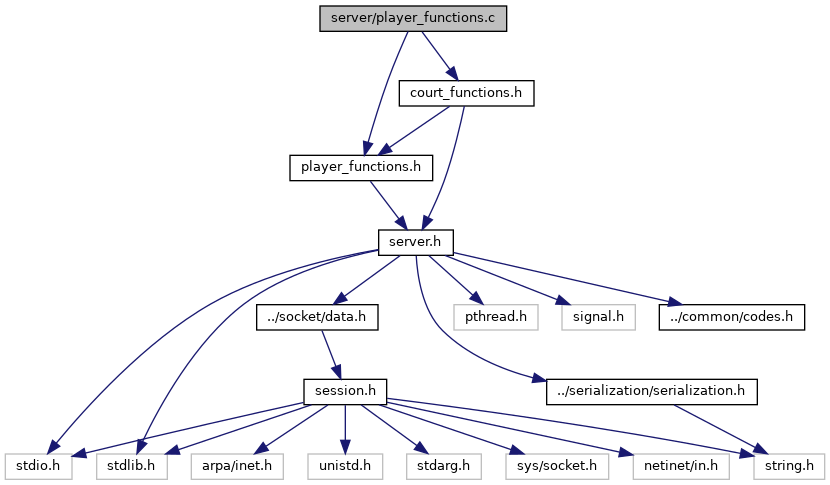 server/player_functions.c
court_functions.h
player_functions.h
server.h
../socket/data.h
pthread.h
signal.h
../common/codes.h
session.h
../serialization/serialization.h
stdio.h
stdlib.h
arpa/inet.h
unistd.h
stdarg.h
sys/socket.h
netinet/in.h
string.h